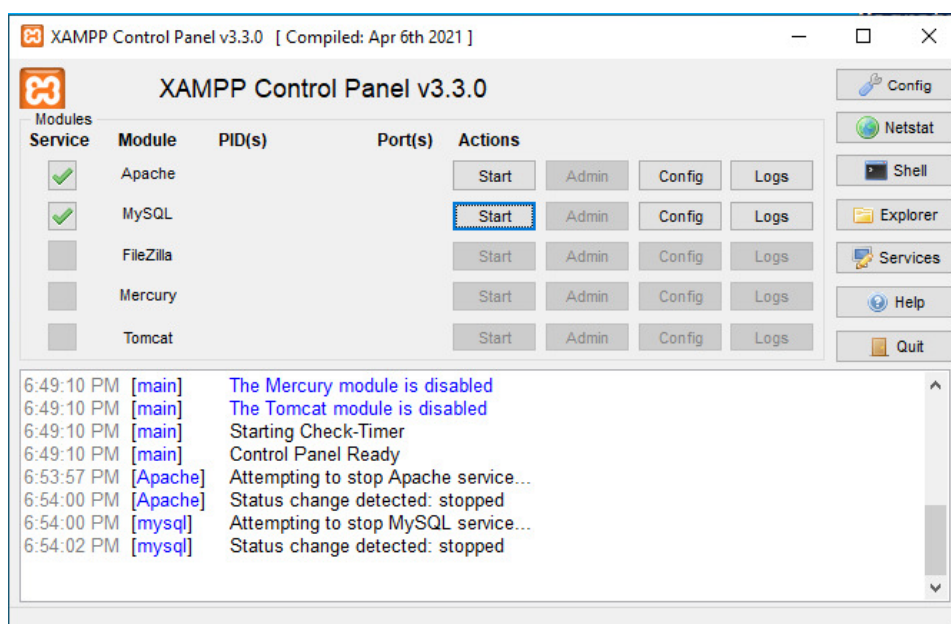 XAMPP Control Panel v3.3.0 [ Compiled: Apr 6th 2021 ]
XAMPP Control Panel v3.3.0
Config
Modules
Netstat
Service Module PID(s) Port(s) Actions
Apache Start Admin Config Logs
Shell
MySQL Start Admin Config Logs
Explorer
FileZilla Start Admin Config Logs
Services
Mercury Start Admin Config Logs
Help
Tomcat Start Admin Config Logs
Quit
6:49:10 PM [main] The Mercury module is disabled
6:49:10 PM [main] The Tomcat module is disabled
6:49:10 PM [main] Starting Check-Timer
6:49:10 PM [main] Control Panel Ready
6:53:57 PM [Apache] Attempting to stop Apache service...
6:54:00 PM [Apache] Status change detected: stopped
6:54:00 PM [mysql] Attempting to stop MySQL service...
6:54:02 PM [mysql] Status change detected: stopped